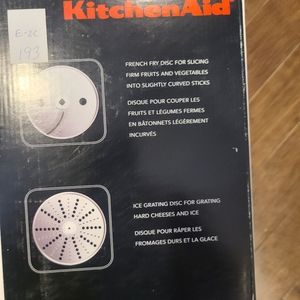 KitchenAid
E-2C
193
FRENCH FRY DISC FOR SLICING
FIRM FRUITS AND VEGETABLES
INTO SLIGHTLY CURVED STICKS
DISQUE POUR COUPER LES
FRUITS ET LÉGUMES FERMES
EN BÂTONNETS LÉGÈREMENT
INCURVÉS
ICE GRATING DISC FOR GRATING
HARD CHEESES AND ICE
DISQUE POUR RÂPER LES
FROMAGES DURS ET LA GLACE